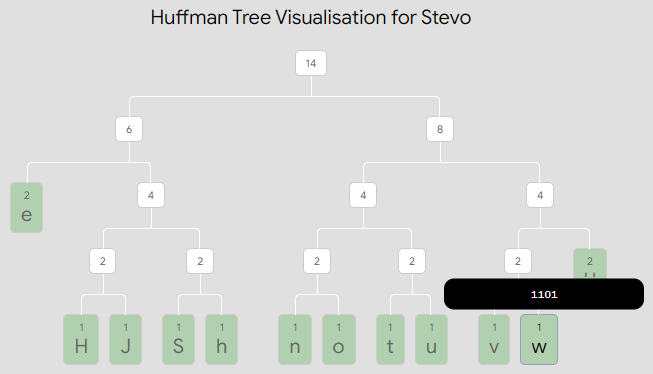 Huffman Tree Visualisation for Stevo
14
6 8
2 e 4 4 4
2 2 2 2 2 2
1101
1 1 1 1 1 1 1 1 1 1
H J S h n o t u v w